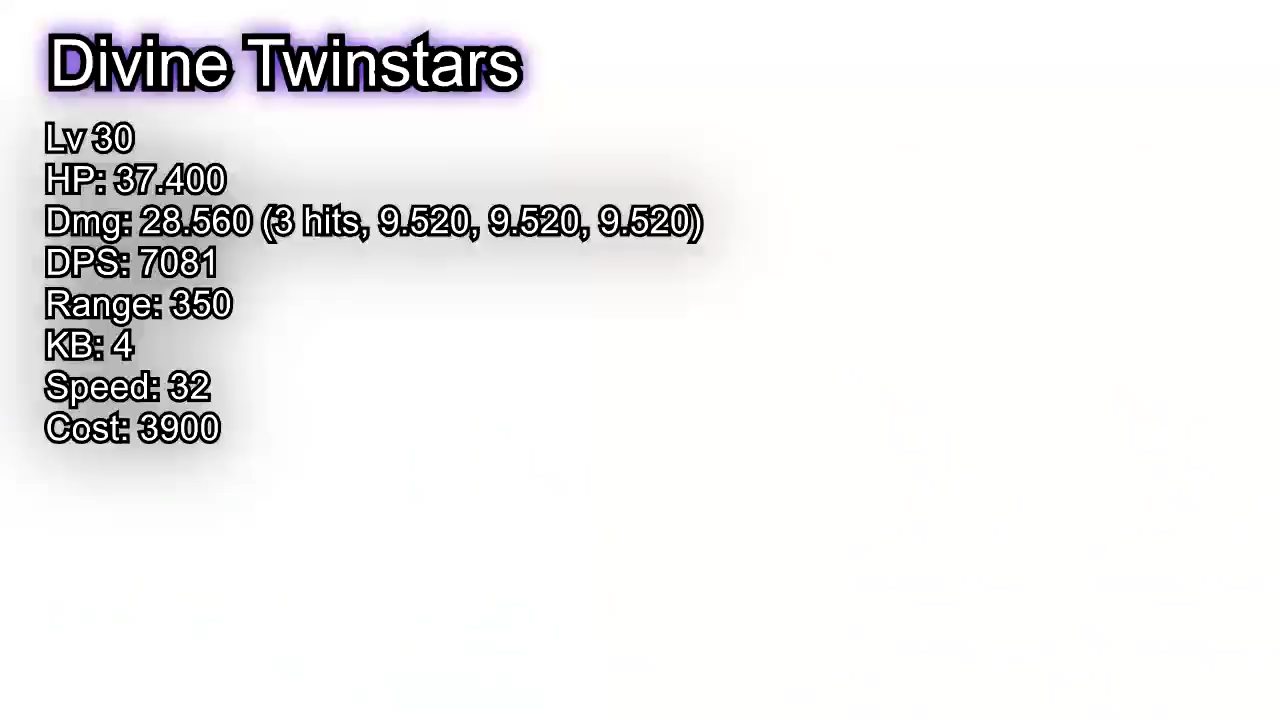 Divine Twinstars
Lv 30
HP: 37.400
Dmg: 28.560 (3 hits, 9.520, 9.520, 9.520)
DPS: 7081
Range: 350
KB: 4
Speed: 32
Cost: 3900